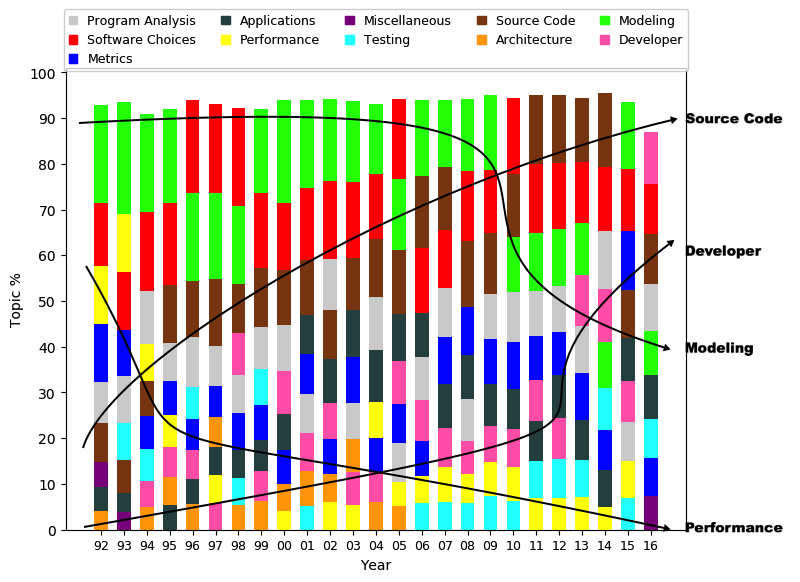 Program Analysis Applications Miscellaneous Source Code Modeling
Software Choices Performance Testing Architecture Developer
Metrics
100
90
80
70
60
50
40
30
20
10
0
Topic %
Source Code
Developer
Modeling
Performance
92 93 94 95 96 97 98 99 00 01 02 03 04 05 06 07 08 09 10 11 12 13 14 15 16
Year